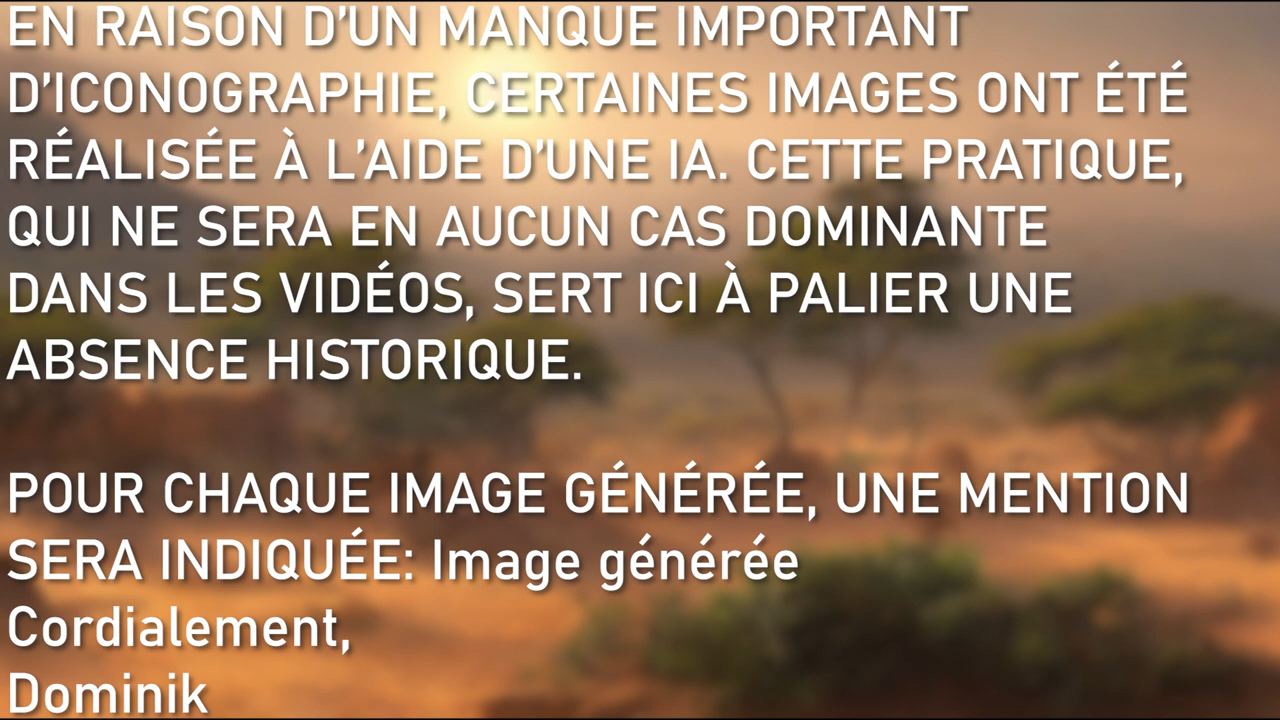 EN RAISON D’UN MANQUE IMPORTANT
D’ICONOGRAPHIE, CERTAINES IMAGES ONT ÉTÉ
RÉALISÉE À L’AIDE D’UNE IA. CETTE PRATIQUE,
QUI NE SERA EN AUCUN CAS DOMINANTE
DANS LES VIDÉOS, SERT ICI À PALIER UNE
ABSENCE HISTORIQUE.
POUR CHAQUE IMAGE GÉNÉRÉE, UNE MENTION
SERA INDIQUÉE: Image générée
Cordialement,
Dominik